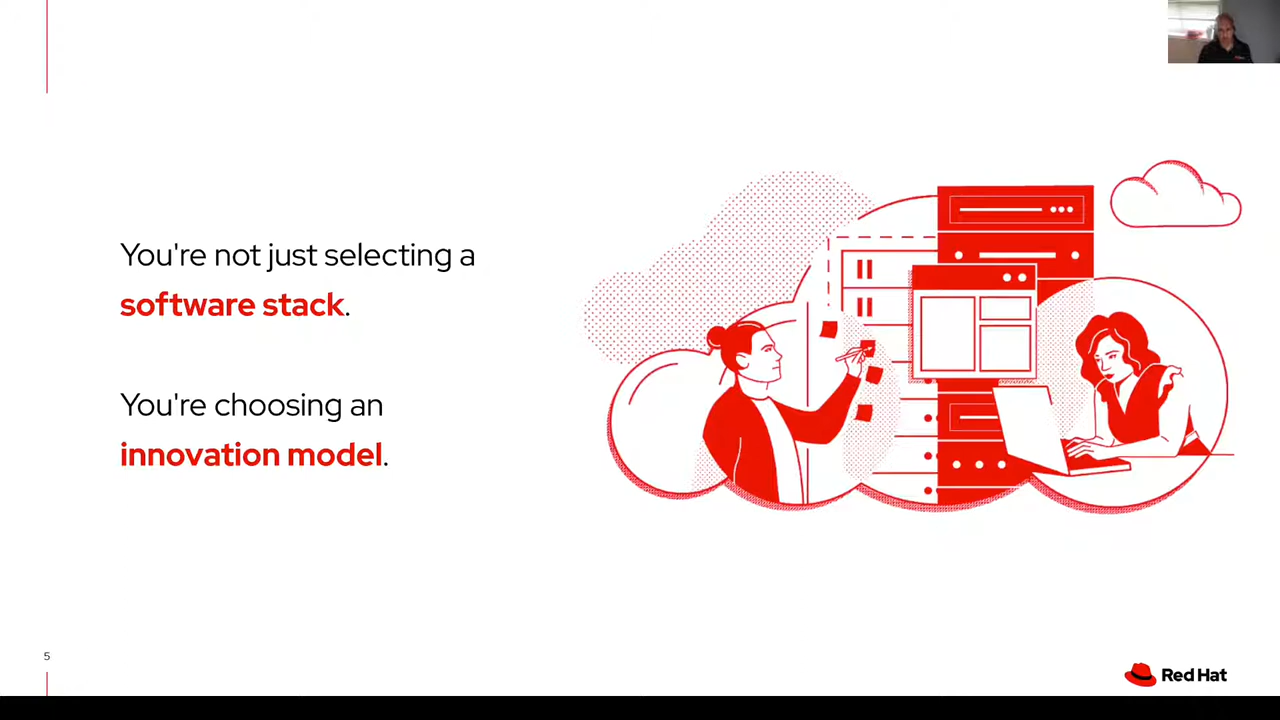 You're not just selecting a
software stack.
You're choosing an
innovation model.
5
Red Hat